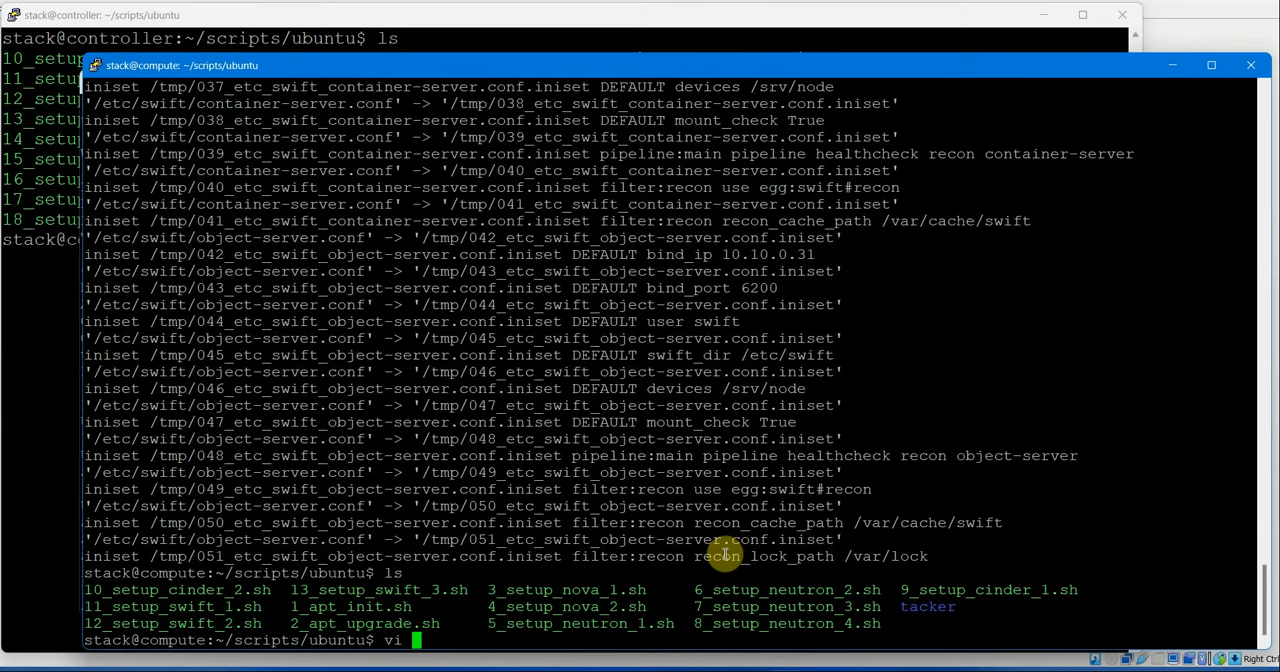 stack@controller: ~/scripts/ubuntu
stack@controller:~/scripts/ubuntu$ ls
10_setu
11_setu
12_setu
13_setu
14_setu
15_setu
16_setu
17_setu
18_setu
stack@c
stack@compute: ~/scripts/ubuntu
iniset /tmp/037_etc_swift_container-server.conf.iniset DEFAULT devices /srv/node
'/etc/swift/container-server.conf' -> '/tmp/038_etc_swift_container-server.conf.iniset'
iniset /tmp/038_etc_swift_container-server.conf.iniset DEFAULT mount_check True
'/etc/swift/container-server.conf' -> '/tmp/039_etc_swift_container-server.conf.iniset'
iniset /tmp/039_etc_swift_container-server.conf.iniset pipeline:main pipeline healthcheck recon container-server
'/etc/swift/container-server.conf' -> '/tmp/040_etc_swift_container-server.conf.iniset'
iniset /tmp/040_etc_swift_container-server.conf.iniset filter:recon use egg:swift#recon
'/etc/swift/container-server.conf' -> '/tmp/041_etc_swift_container-server.conf.iniset'
iniset /tmp/041_etc_swift_container-server.conf.iniset filter:recon recon_cache_path /var/cache/swift
'/etc/swift/object-server.conf' -> '/tmp/042_etc_swift_object-server.conf.iniset'
iniset /tmp/042_etc_swift_object-server.conf.iniset DEFAULT bind_ip 10.10.0.31
'/etc/swift/object-server.conf' -> '/tmp/043_etc_swift_object-server.conf.iniset'
iniset /tmp/043_etc_swift_object-server.conf.iniset DEFAULT bind_port 6200
'/etc/swift/object-server.conf' -> '/tmp/044_etc_swift_object-server.conf.iniset'
iniset /tmp/044_etc_swift_object-server.conf.iniset DEFAULT user swift
'/etc/swift/object-server.conf' -> '/tmp/045_etc_swift_object-server.conf.iniset'
iniset /tmp/045_etc_swift_object-server.conf.iniset DEFAULT swift_dir /etc/swift
'/etc/swift/object-server.conf' -> '/tmp/046_etc_swift_object-server.conf.iniset'
iniset /tmp/046_etc_swift_object-server.conf.iniset DEFAULT devices /srv/node
'/etc/swift/object-server.conf' -> '/tmp/047_etc_swift_object-server.conf.iniset'
iniset /tmp/047_etc_swift_object-server.conf.iniset DEFAULT mount_check True
'/etc/swift/object-server.conf' -> '/tmp/048_etc_swift_object-server.conf.iniset'
iniset /tmp/048_etc_swift_object-server.conf.iniset pipeline:main pipeline healthcheck recon object-server
'/etc/swift/object-server.conf' -> '/tmp/049_etc_swift_object-server.conf.iniset'
iniset /tmp/049_etc_swift_object-server.conf.iniset filter:recon use egg:swift#recon
'/etc/swift/object-server.conf' -> '/tmp/050_etc_swift_object-server.conf.iniset'
iniset /tmp/050_etc_swift_object-server.conf.iniset filter:recon recon_cache_path /var/cache/swift
'/etc/swift/object-server.conf' -> '/tmp/051_etc_swift_object-server.conf.iniset'
iniset /tmp/051_etc_swift_object-server.conf.iniset filter:recon recon_lock_path /var/lock
stack@compute:~/scripts/ubuntu$ ls
10_setup_cinder_2.sh 13_setup_swift_3.sh 3_setup_nova_1.sh 6_setup_neutron_2.sh 9_setup_cinder_1.sh
11_setup_swift_1.sh 1_apt_init.sh 4_setup_nova_2.sh 7_setup_neutron_3.sh tacker
12_setup_swift_2.sh 2_apt_upgrade.sh 5_setup_neutron_1.sh 8_setup_neutron_4.sh
stack@compute:~/scripts/ubuntu$ vi
Right Ctrl